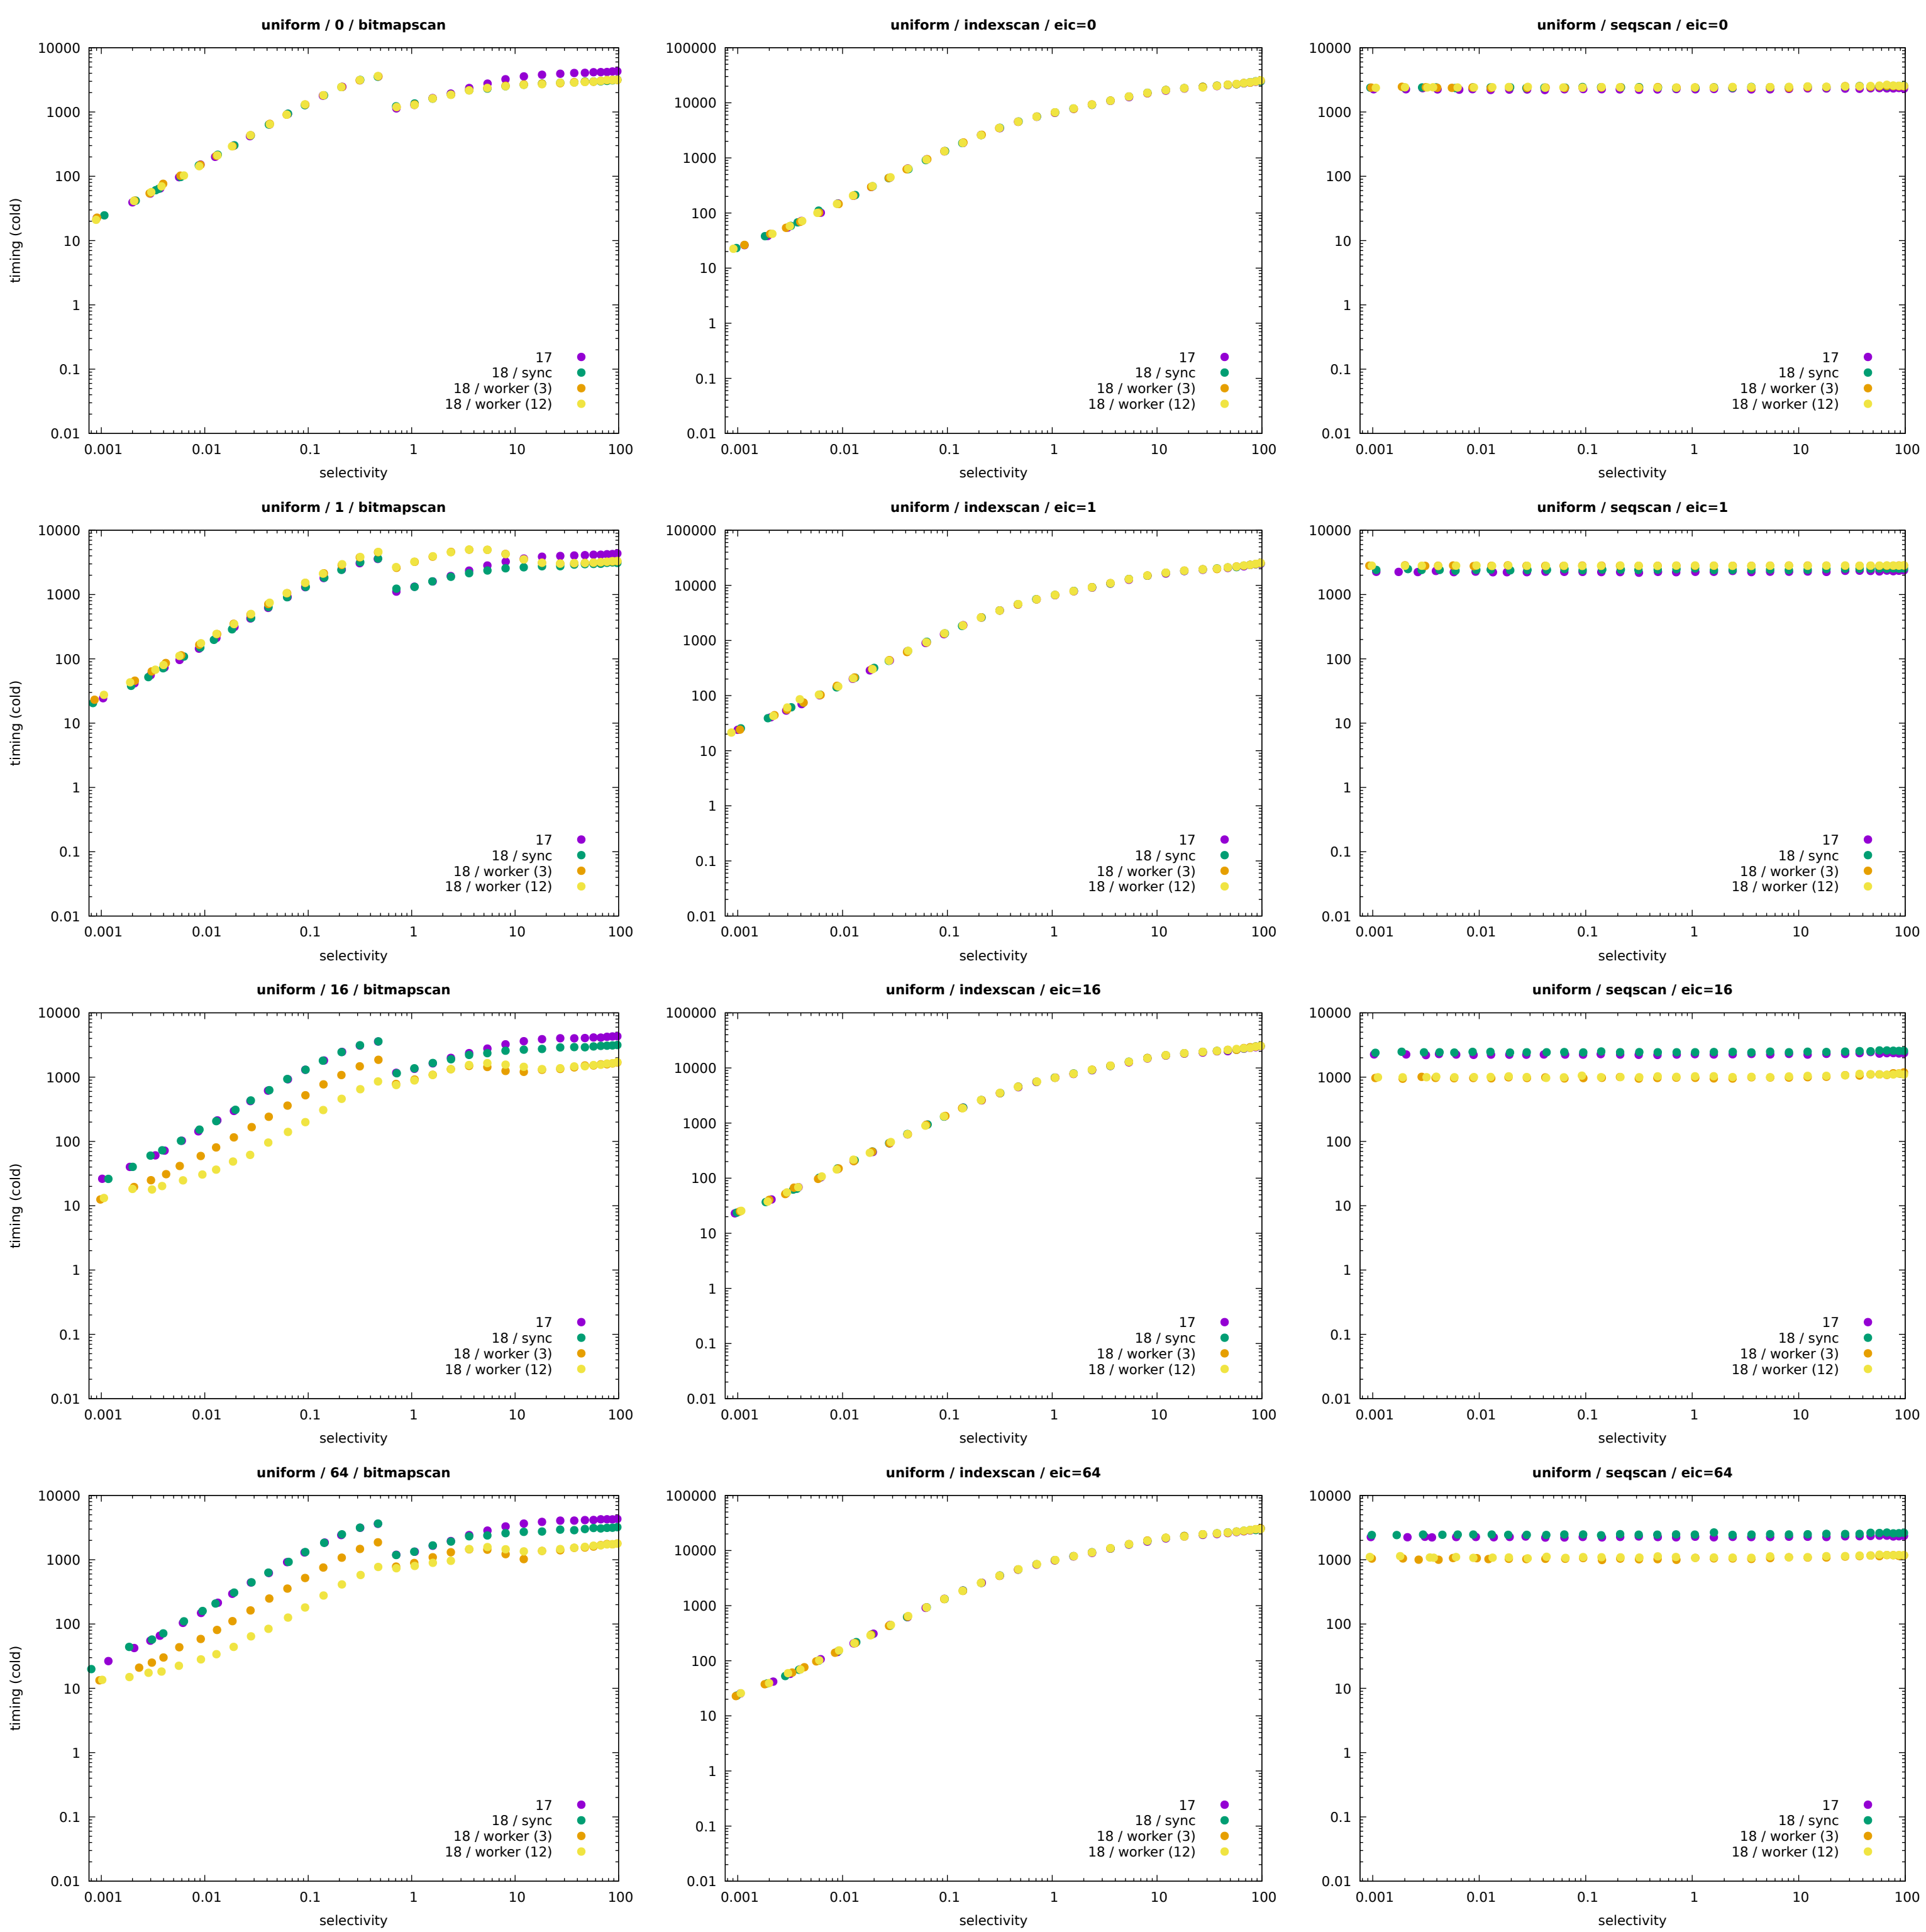 uniform / 0 / bitmapscan
timing (cold)
10000
1000
100
10
1
0.1
0.01
17
18 / sync
18 / worker (3)
18 / worker (12)
0.001 0.01 0.1 1 10 100
selectivity
uniform / indexscan / eic=0
100000
10000
1000
100
10
1
0.1
0.01
17
18 / sync
18 / worker (3)
18 / worker (12)
0.001 0.01 0.1 1 10 100
selectivity
uniform / seqscan / eic=0
10000
1000
100
10
1
0.1
0.01
17
18 / sync
18 / worker (3)
18 / worker (12)
0.001 0.01 0.1 1 10 100
selectivity
uniform / 1 / bitmapscan
timing (cold)
10000
1000
100
10
1
0.1
0.01
17
18 / sync
18 / worker (3)
18 / worker (12)
0.001 0.01 0.1 1 10 100
selectivity
uniform / indexscan / eic=1
100000
10000
1000
100
10
1
0.1
0.01
17
18 / sync
18 / worker (3)
18 / worker (12)
0.001 0.01 0.1 1 10 100
selectivity
uniform / seqscan / eic=1
10000
1000
100
10
1
0.1
0.01
17
18 / sync
18 / worker (3)
18 / worker (12)
0.001 0.01 0.1 1 10 100
selectivity
uniform / 16 / bitmapscan
timing (cold)
10000
1000
100
10
1
0.1
0.01
17
18 / sync
18 / worker (3)
18 / worker (12)
0.001 0.01 0.1 1 10 100
selectivity
uniform / indexscan / eic=16
100000
10000
1000
100
10
1
0.1
0.01
17
18 / sync
18 / worker (3)
18 / worker (12)
0.001 0.01 0.1 1 10 100
selectivity
uniform / seqscan / eic=16
10000
1000
100
10
1
0.1
0.01
17
18 / sync
18 / worker (3)
18 / worker (12)
0.001 0.01 0.1 1 10 100
selectivity
uniform / 64 / bitmapscan
timing (cold)
10000
1000
100
10
1
0.1
0.01
17
18 / sync
18 / worker (3)
18 / worker (12)
0.001 0.01 0.1 1 10 100
selectivity
uniform / indexscan / eic=64
100000
10000
1000
100
10
1
0.1
0.01
17
18 / sync
18 / worker (3)
18 / worker (12)
0.001 0.01 0.1 1 10 100
selectivity
uniform / seqscan / eic=64
10000
1000
100
10
1
0.1
0.01
17
18 / sync
18 / worker (3)
18 / worker (12)
0.001 0.01 0.1 1 10 100
selectivity